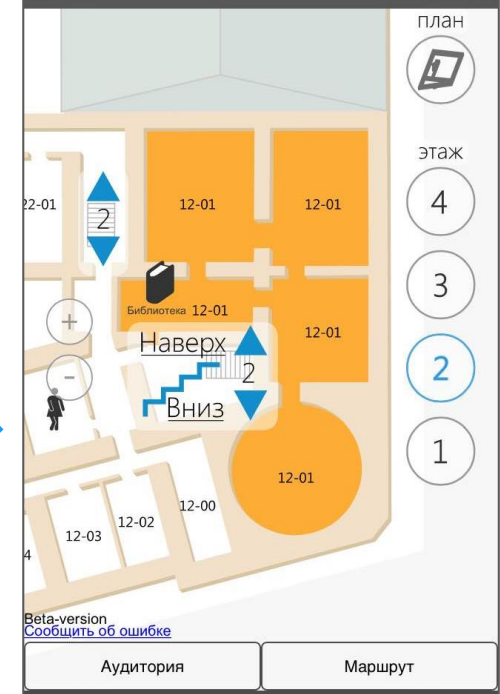 план
этаж
4
3
2
1
22-01
2
12-01
12-01
Библиотека
12-01
12-01
Наверх
2
Вниз
+
-
12-01
12-00
12-02
12-03
4
Beta-version
Сообщить об ошибке
Аудитория
Маршрут